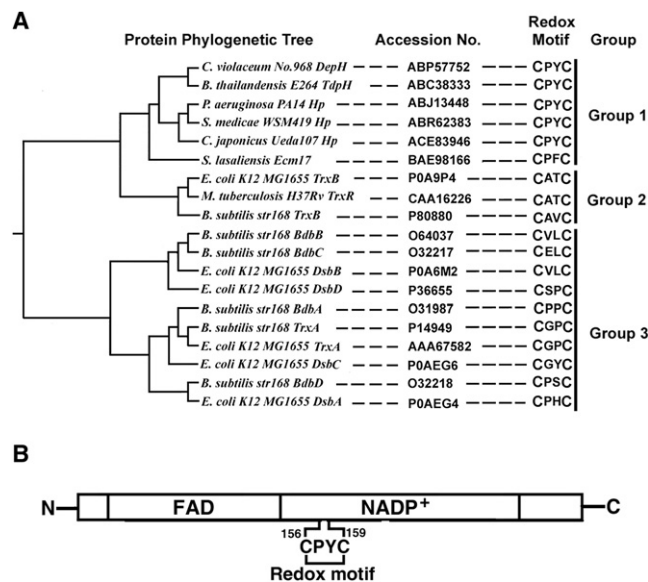 A
Protein Phylogenetic Tree Accession No. Redox Motif Group
C. violaceum No.968 DepH ABP57752 CPYC
B. thailandensis E264 TdpH ABC38333 CPYC
P. aeruginosa PA14 Hp ABJ13448 CPYC
S. medicae WSM419 Hp ABR62383 CPYC
Group 1
C. japonicus Ueda107 Hp ACE83946 CPYC
S. lasaliensis Ecm17 BAE98166 CPFC
E. coli K12 MG1655 TrxB P0A9P4 CATC
M. tuberculosis H37Rv TrxR CAA16226 CATC
Group 2
B. subtilis str168 TrxB P80880 CAVC
B. subtilis str168 BdbB O64037 CVLC
B. subtilis str168 BdbC O32217 CELC
E. coli K12 MG1655 DsbB P0A6M2 CVLC
E. coli K12 MG1655 DsbD P36655 CSPC
B. subtilis str168 BdbA O31987 CPPC
B. subtilis str168 TrxA P14949 CGPC
Group 3
E. coli K12 MG1655 TrxA AAA67582 CGPC
E. coli K12 MG1655 DsbC P0AEG6 CGYC
B. subtilis str168 BdbD O32218 CPSC
E. coli K12 MG1655 DsbA P0AEG4 CPHC
B
N FAD NADP+ C
156 159
CPYC
Redox motif